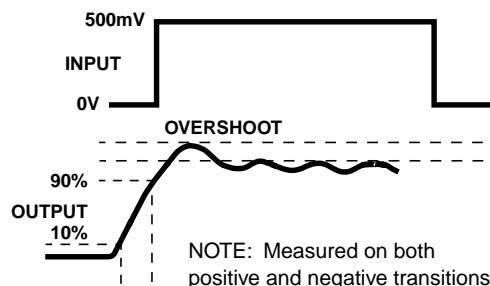 500mV
INPUT
0V
OVERSHOOT
90%
OUTPUT
10%
NOTE: Measured on both
positive and negative transitions